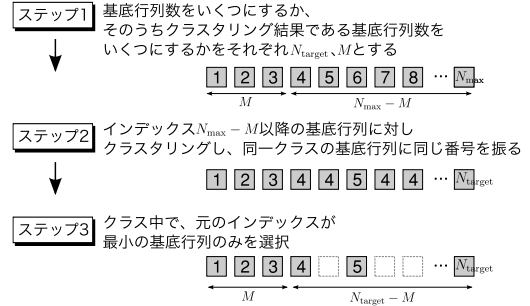 ステップ1
基底行列数をいくつにするか、
そのうちクラスタリング結果である基底行列数を
いくつにするかをそれぞれN_target、Mとする
1 2 3 4 5 6 7 8 … N_max
M N_max − M
ステップ2
インデックスN_max − M以降の基底行列に対し
クラスタリングし、同一クラスの基底行列に同じ番号を振る
1 2 3 4 4 5 4 4 … N_target
ステップ3
クラス中で、元のインデックスが
最小の基底行列のみを選択
1 2 3 4 5 … N_target
M N_target − M